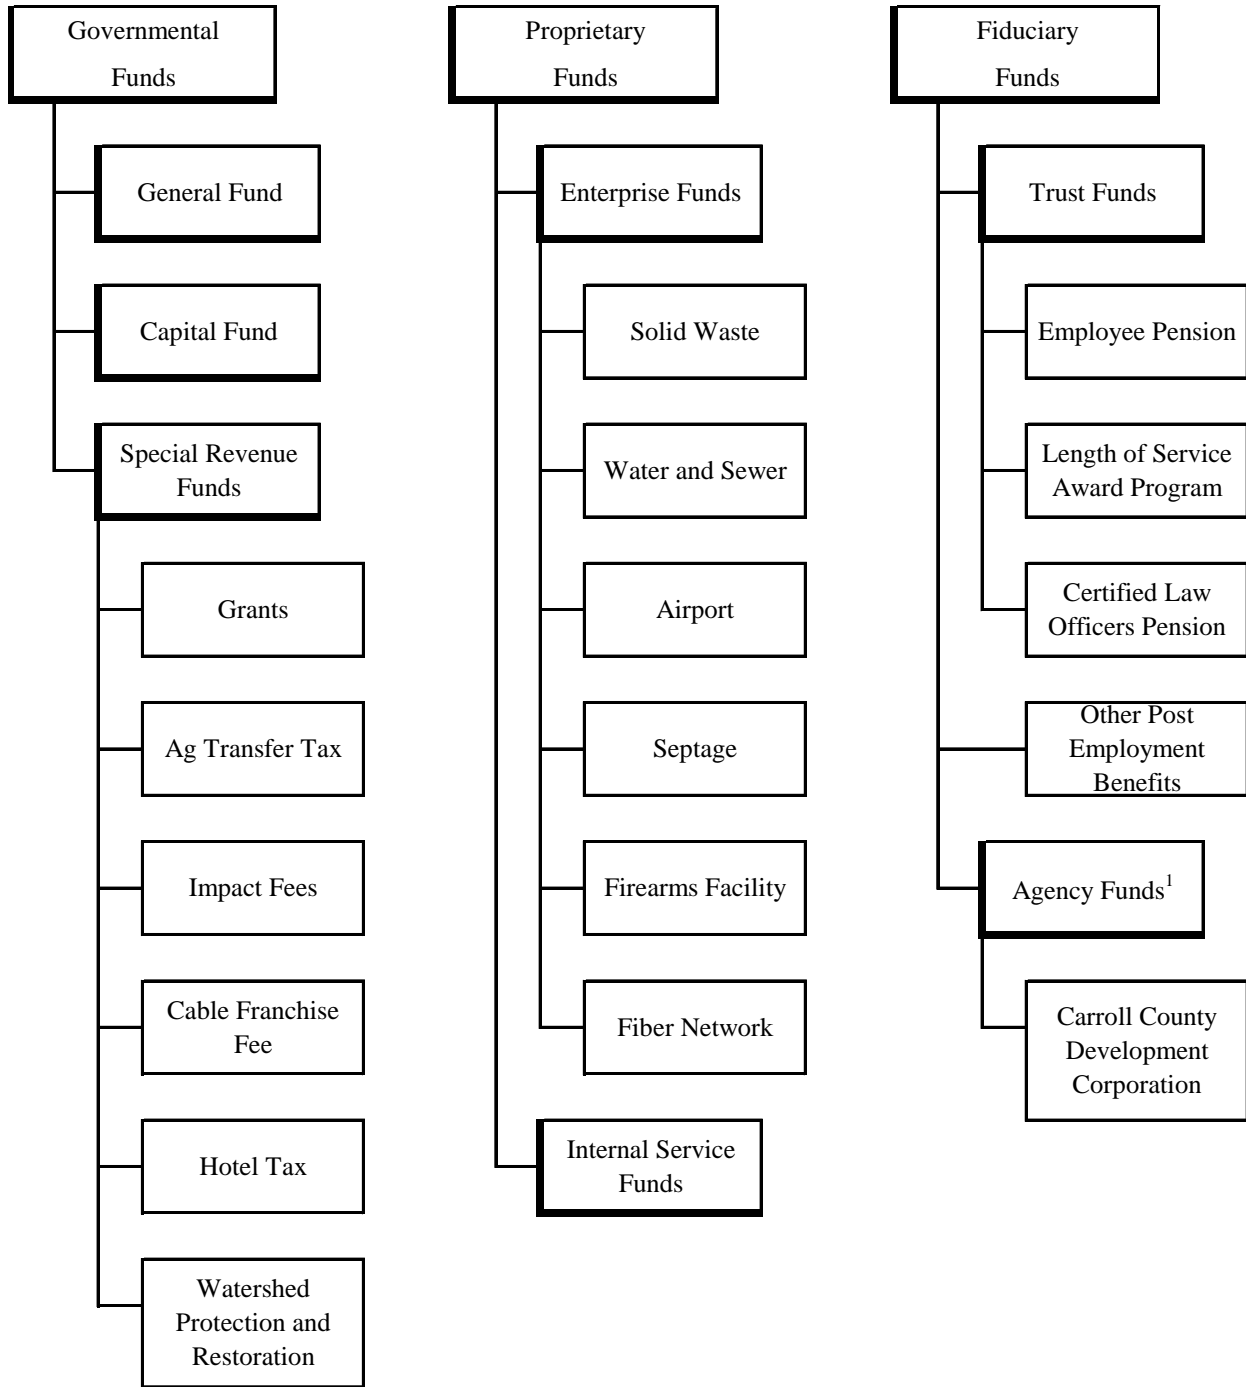 Governmental
Funds
General Fund
Capital Fund
Special Revenue
Funds
Grants
Ag Transfer Tax
Impact Fees
Cable Franchise
Fee
Hotel Tax
Watershed
Protection and
Restoration
Proprietary
Funds
Enterprise Funds
Solid Waste
Water and Sewer
Airport
Septage
Firearms Facility
Fiber Network
Internal Service
Funds
Fiduciary
Funds
Trust Funds
Employee Pension
Length of Service
Award Program
Certified Law
Officers Pension
Other Post
Employment
Benefits
Agency Funds¹
Carroll County
Development
Corporation